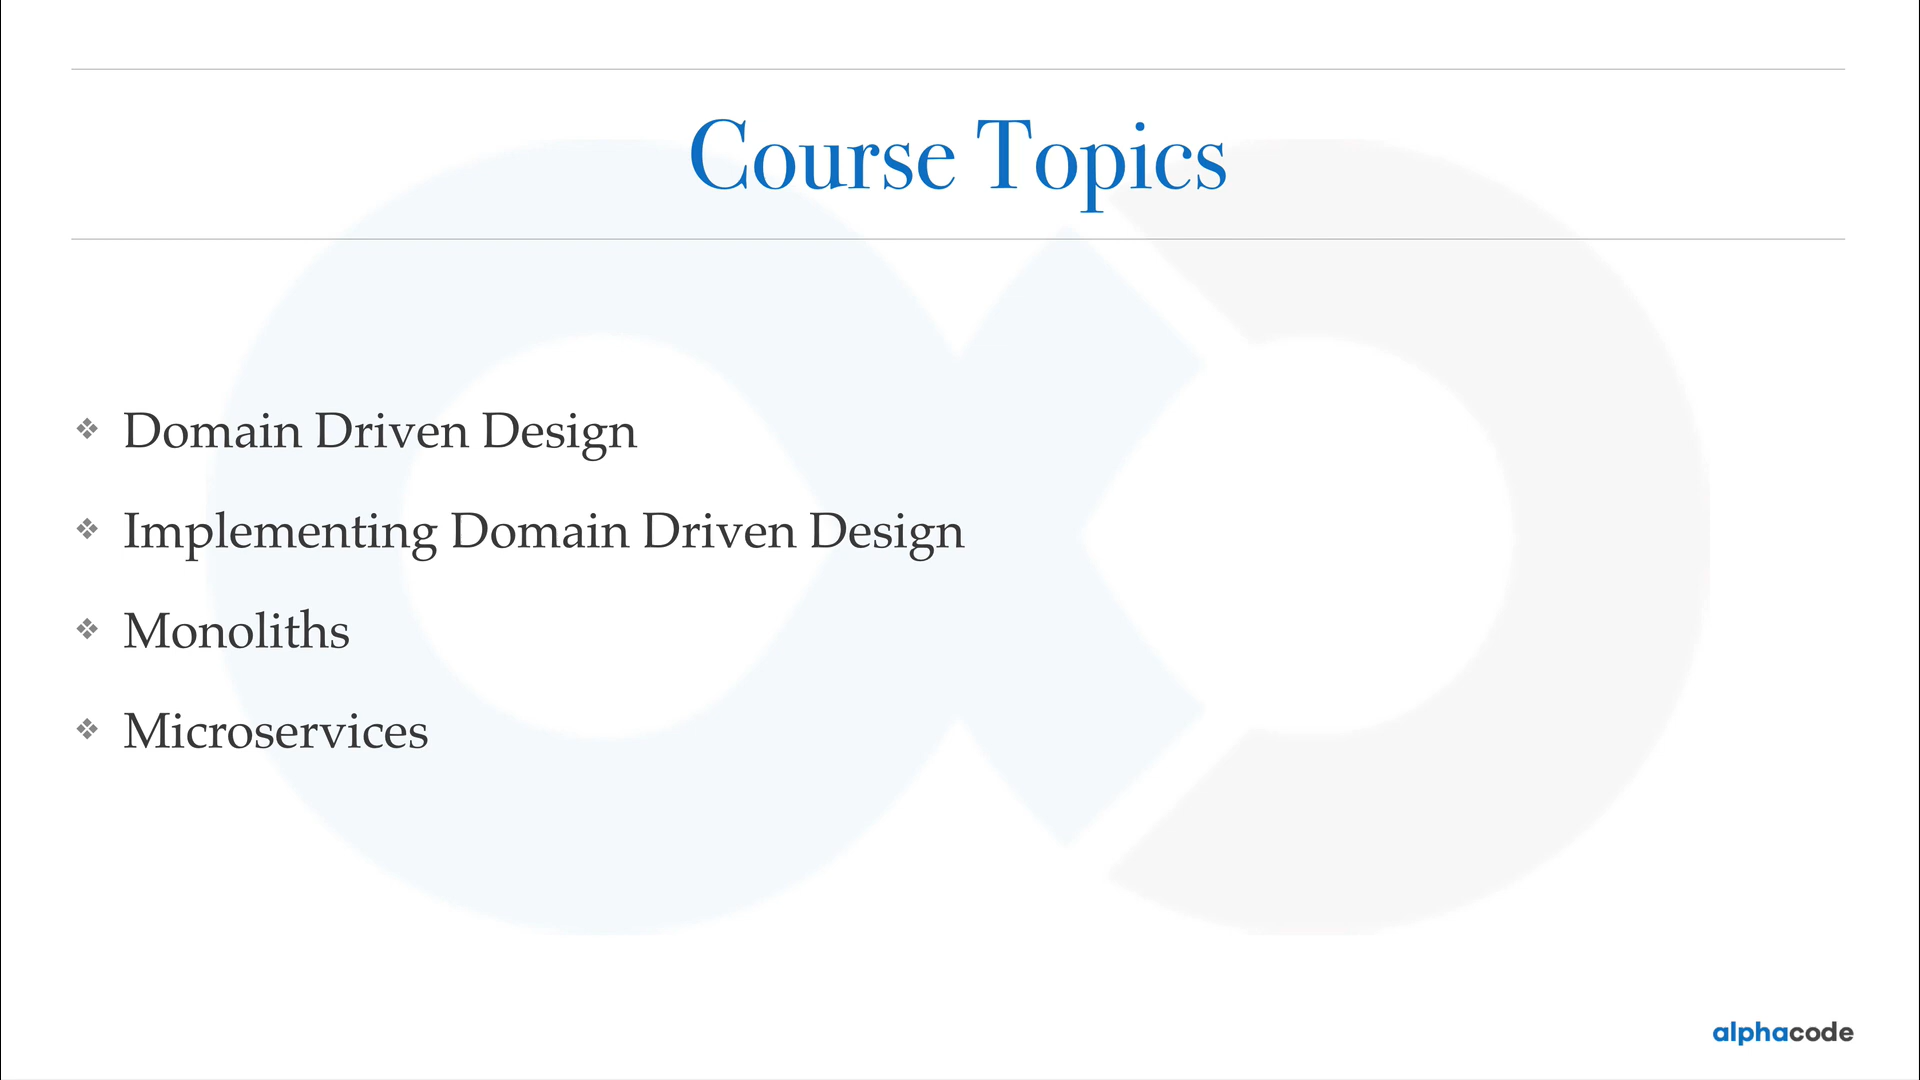 Course Topics
Domain Driven Design
Implementing Domain Driven Design
Monoliths
Microservices
alphacode